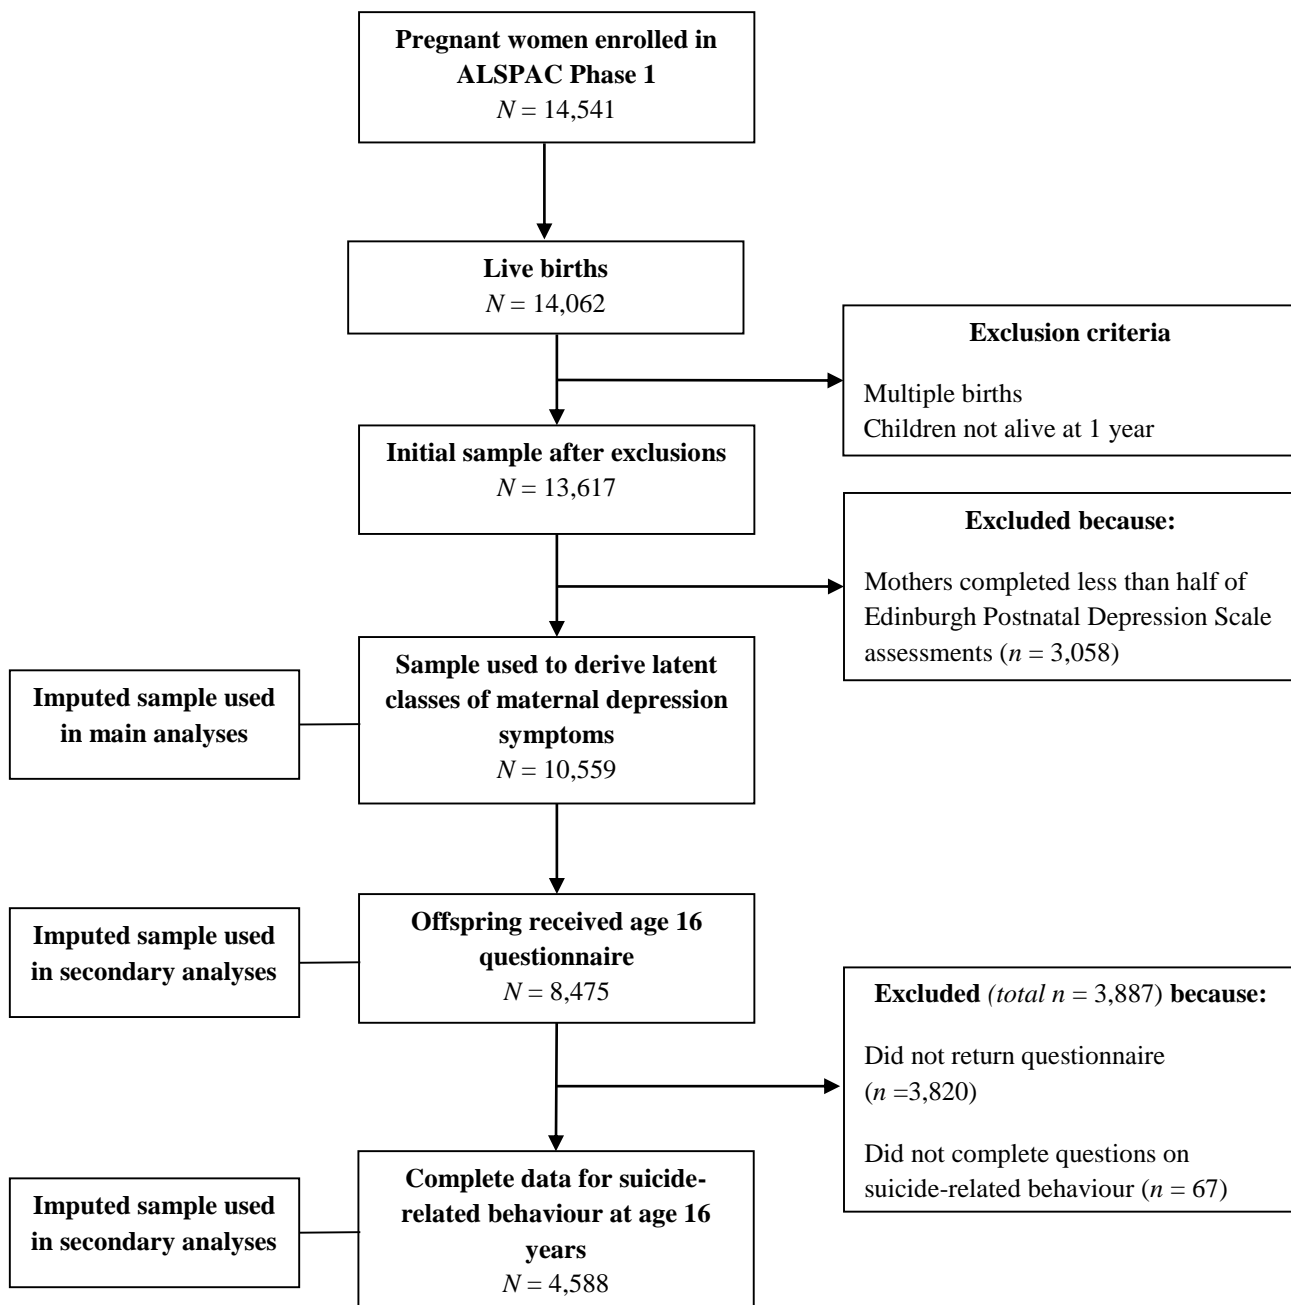 Pregnant women enrolled in
ALSPAC Phase 1
N = 14,541
Live births
N = 14,062
Exclusion criteria
Multiple births
Children not alive at 1 year
Initial sample after exclusions
N = 13,617
Excluded because:
Mothers completed less than half of
Edinburgh Postnatal Depression Scale
assessments (n = 3,058)
Imputed sample used
in main analyses
Sample used to derive latent
classes of maternal depression
symptoms
N = 10,559
Imputed sample used
in secondary analyses
Offspring received age 16
questionnaire
N = 8,475
Excluded (total n = 3,887) because:
Did not return questionnaire
(n =3,820)
Did not complete questions on
suicide-related behaviour (n = 67)
Imputed sample used
in secondary analyses
Complete data for suicide-
related behaviour at age 16
years
N = 4,588